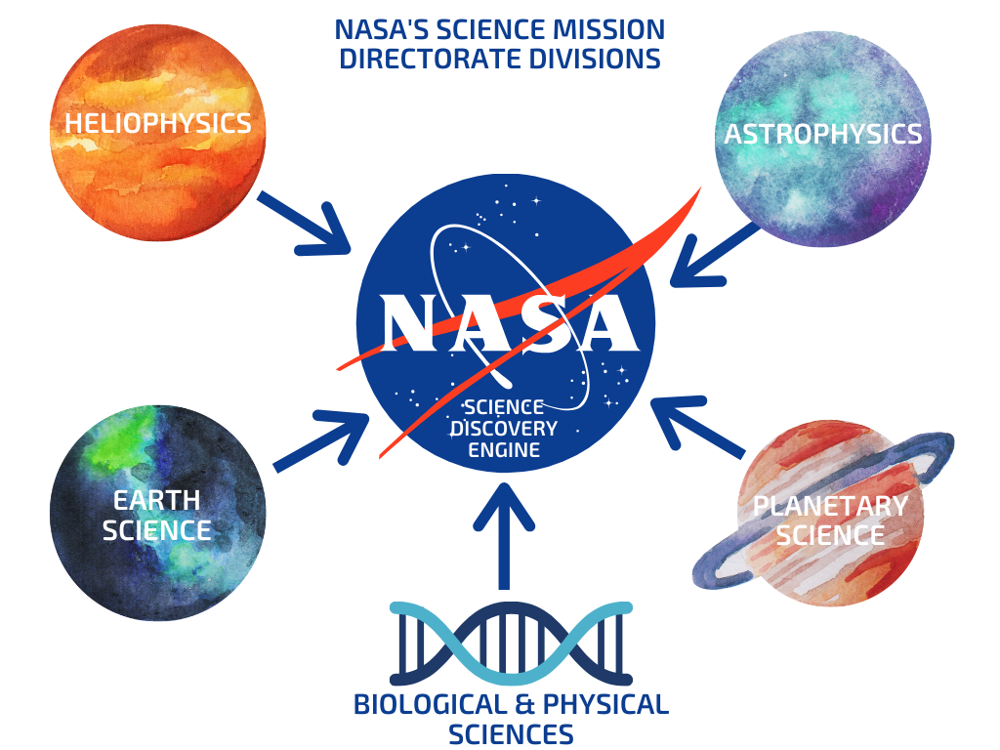 NASA'S SCIENCE MISSION
DIRECTORATE DIVISIONS
HELIOPHYSICS
ASTROPHYSICS
NASA
SCIENCE
DISCOVERY
ENGINE
EARTH
SCIENCE
PLANETARY
SCIENCE
BIOLOGICAL & PHYSICAL
SCIENCES